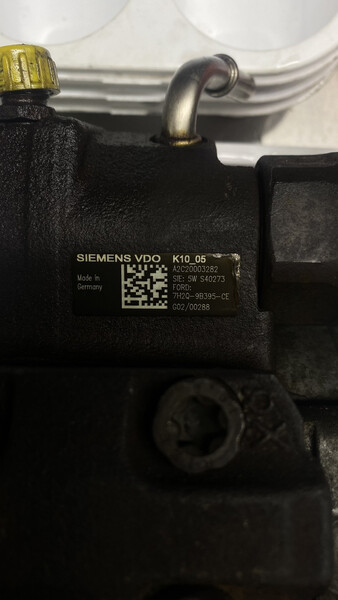 SIEMENS VDO K10_05
A2C20003282
Made in SIE: 5W S40273
Germany FORD:
7H2Q-9B395-CE
G02/00288